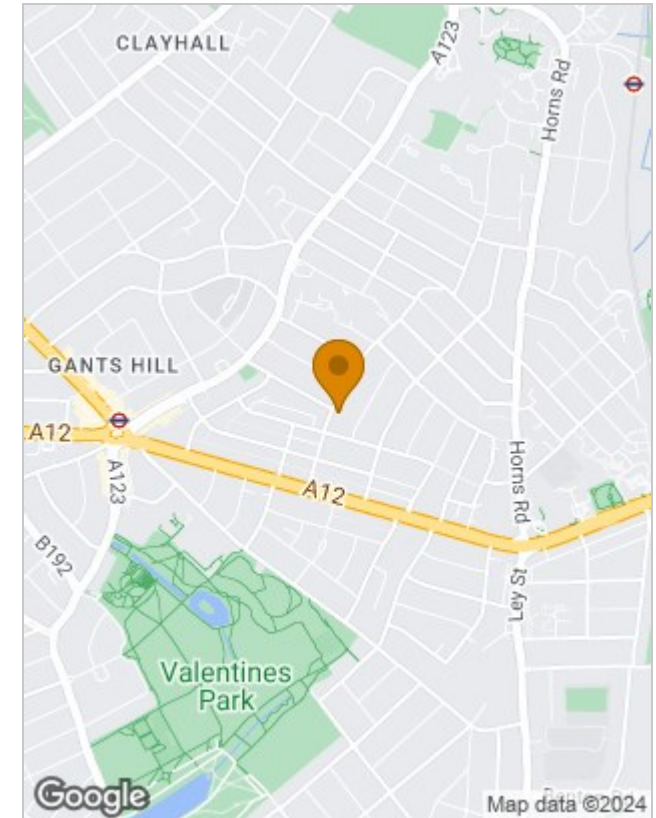 CLAYHALL
A123
Horns Rd
GANTS HILL
A12
A123
A12
Horns Rd
B192
Ley St
Valentines
Park
Google
Map data ©2024